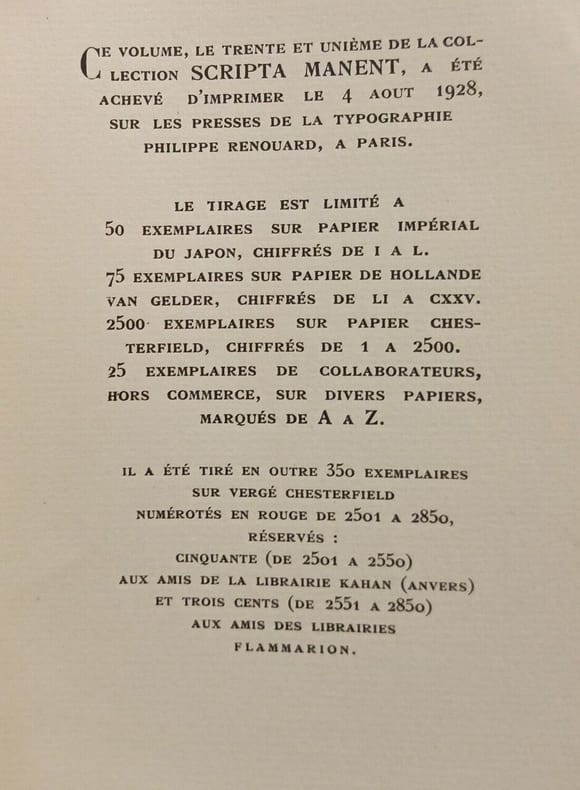 CE VOLUME, LE TRENTE ET UNIÈME DE LA COL-
LECTION SCRIPTA MANENT, A ÉTÉ
ACHEVÉ D'IMPRIMER LE 4 AOUT 1928,
SUR LES PRESSES DE LA TYPOGRAPHIE
PHILIPPE RENOUARD, A PARIS.
LE TIRAGE EST LIMITÉ A
50 EXEMPLAIRES SUR PAPIER IMPÉRIAL
DU JAPON, CHIFFRÉS DE I A L.
75 EXEMPLAIRES SUR PAPIER DE HOLLANDE
VAN GELDER, CHIFFRÉS DE LI A CXXV.
2500 EXEMPLAIRES SUR PAPIER CHES-
TERFIELD, CHIFFRÉS DE 1 A 2500.
25 EXEMPLAIRES DE COLLABORATEURS,
HORS COMMERCE, SUR DIVERS PAPIERS,
MARQUÉS DE A A Z.
IL A ÉTÉ TIRÉ EN OUTRE 350 EXEMPLAIRES
SUR VERGÉ CHESTERFIELD
NUMÉROTÉS EN ROUGE DE 2501 A 2850,
RÉSERVÉS :
CINQUANTE (DE 2501 A 2550)
AUX AMIS DE LA LIBRAIRIE KAHAN (ANVERS)
ET TROIS CENTS (DE 2551 A 2850)
AUX AMIS DES LIBRAIRIES
FLAMMARION.